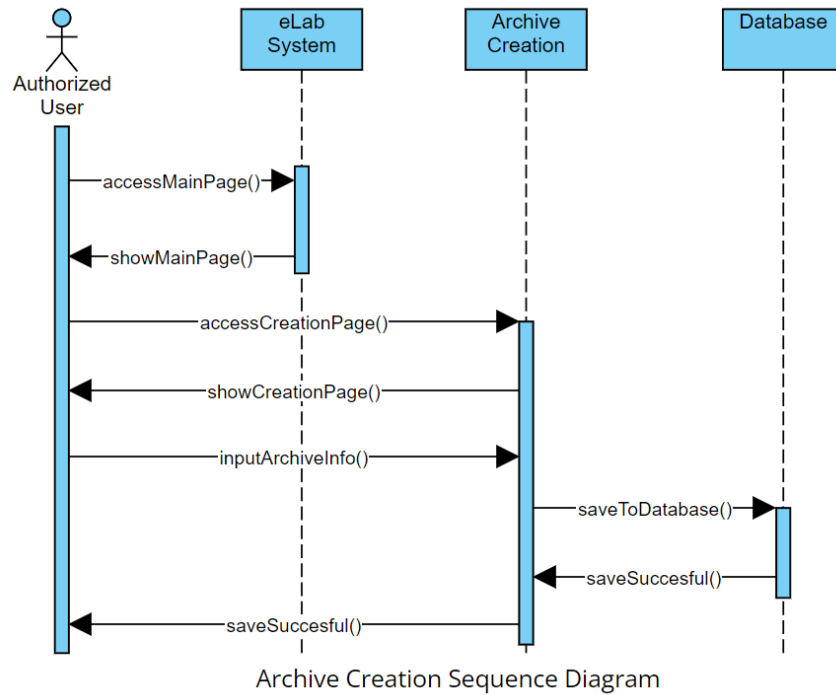 eLab
System
Archive
Creation
Database
Authorized
User
accessMainPage()
showMainPage()
accessCreationPage()
showCreationPage()
inputArchiveInfo()
saveToDatabase()
saveSuccesful()
saveSuccesful()
Archive Creation Sequence Diagram